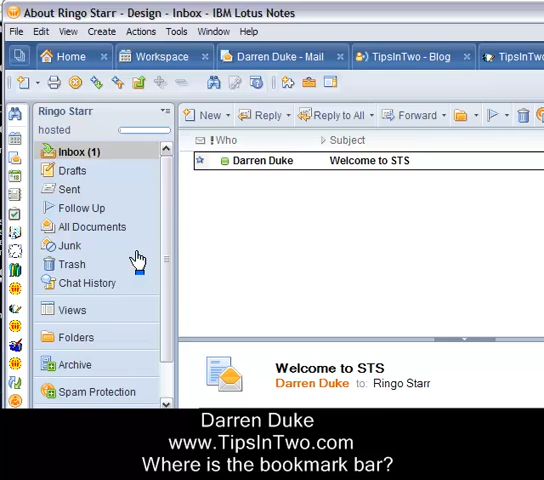 About Ringo Starr - Design - Inbox - IBM Lotus Notes
File Edit View Create Actions Tools Window Help
Home Workspace Darren Duke - Mail TipsInTwo - Blog TipsInTw
Ringo Starr
hosted
New Reply Reply to All Forward
! Who Subject
Darren Duke Welcome to STS
Inbox (1)
Drafts
Sent
Follow Up
All Documents
Junk
Trash
Chat History
Views
Folders
Archive
Spam Protection
Welcome to STS
Darren Duke to: Ringo Starr
Darren Duke
www.TipsInTwo.com
Where is the bookmark bar?